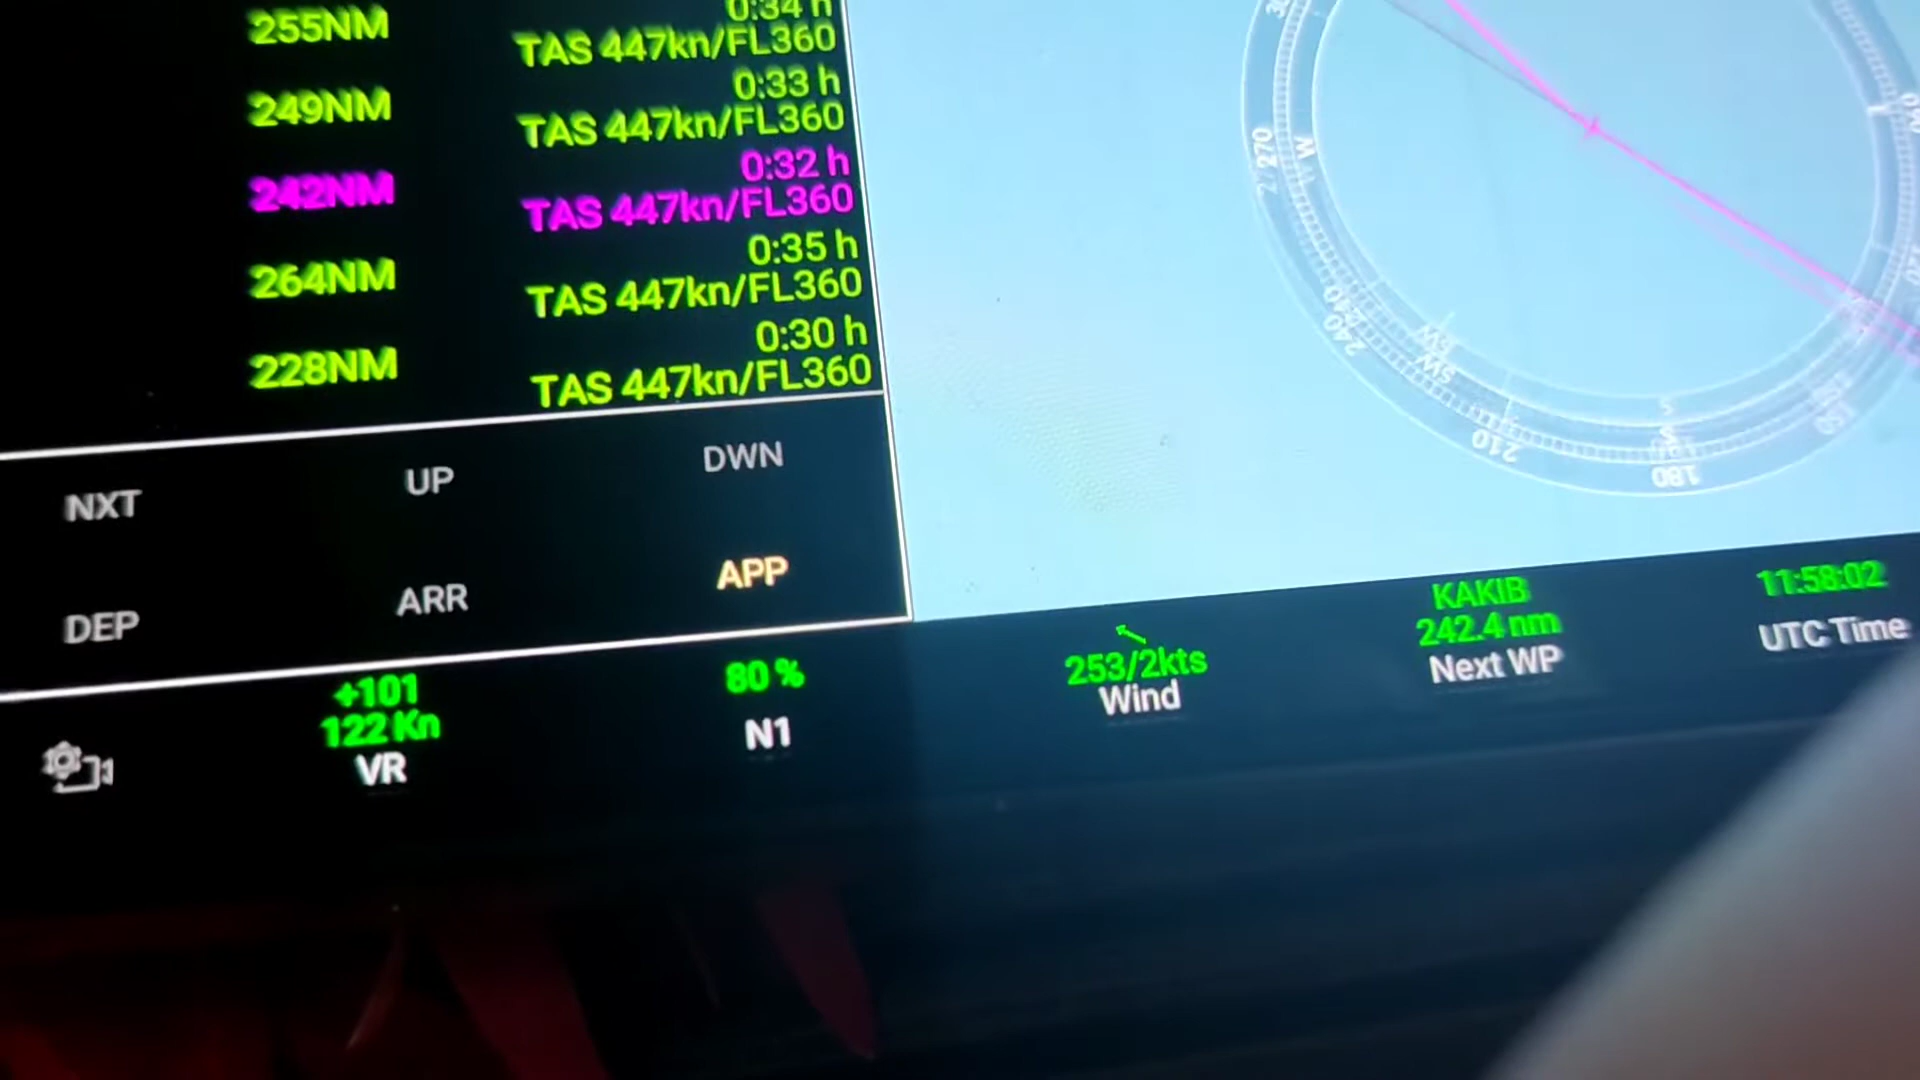 0:34 h
255NM
TAS 447kn/FL360
0:33 h
249NM
TAS 447kn/FL360
0:32 h
242NM
TAS 447kn/FL360
0:35 h
264NM
TAS 447kn/FL360
0:30 h
228NM
TAS 447kn/FL360
NXT
UP
DWN
DEP
ARR
APP
+101
122 Kn
VR
80 %
N1
253/2kts
Wind
KAKIB
242.4 nm
Next WP
11:58:02
UTC Time
270
W
240
SW
210
S
180